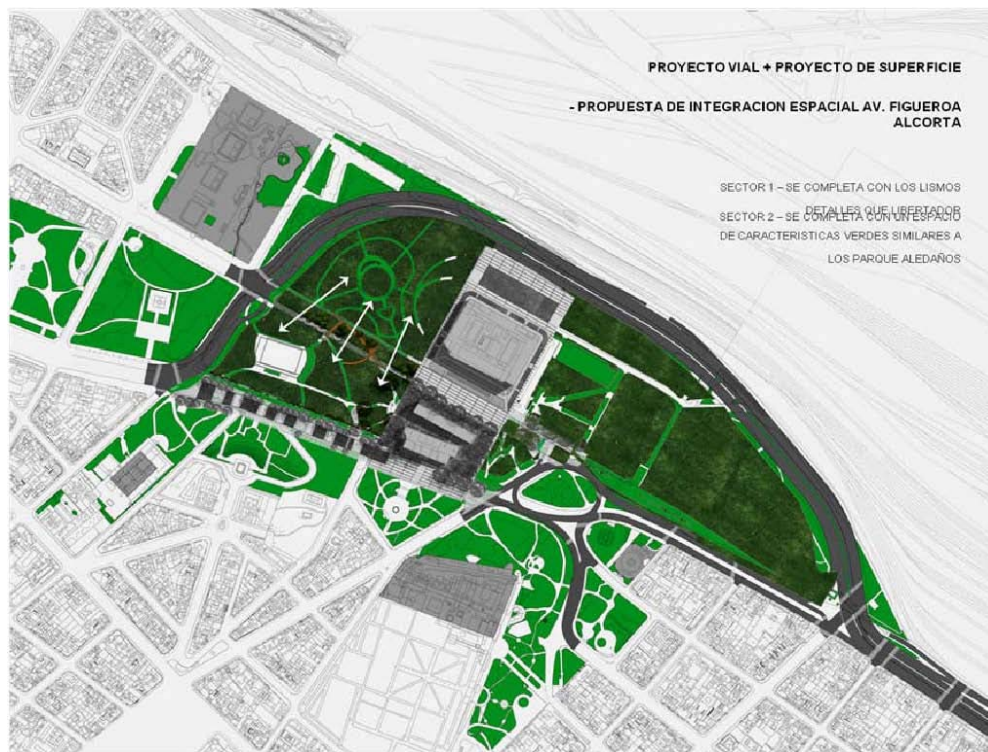 PROYECTO VIAL + PROYECTO DE SUPERFICIE
- PROPUESTA DE INTEGRACION ESPACIAL AV. FIGUEROA
ALCORTA
SECTOR 1 – SE COMPLETA CON LOS LISMOS
DETALLES QUE LIBERTADOR
SECTOR 2 – SE COMPLETA CON UN ESPACIO
DE CARACTERISTICAS VERDES SIMILARES A
LOS PARQUE ALEDAÑOS